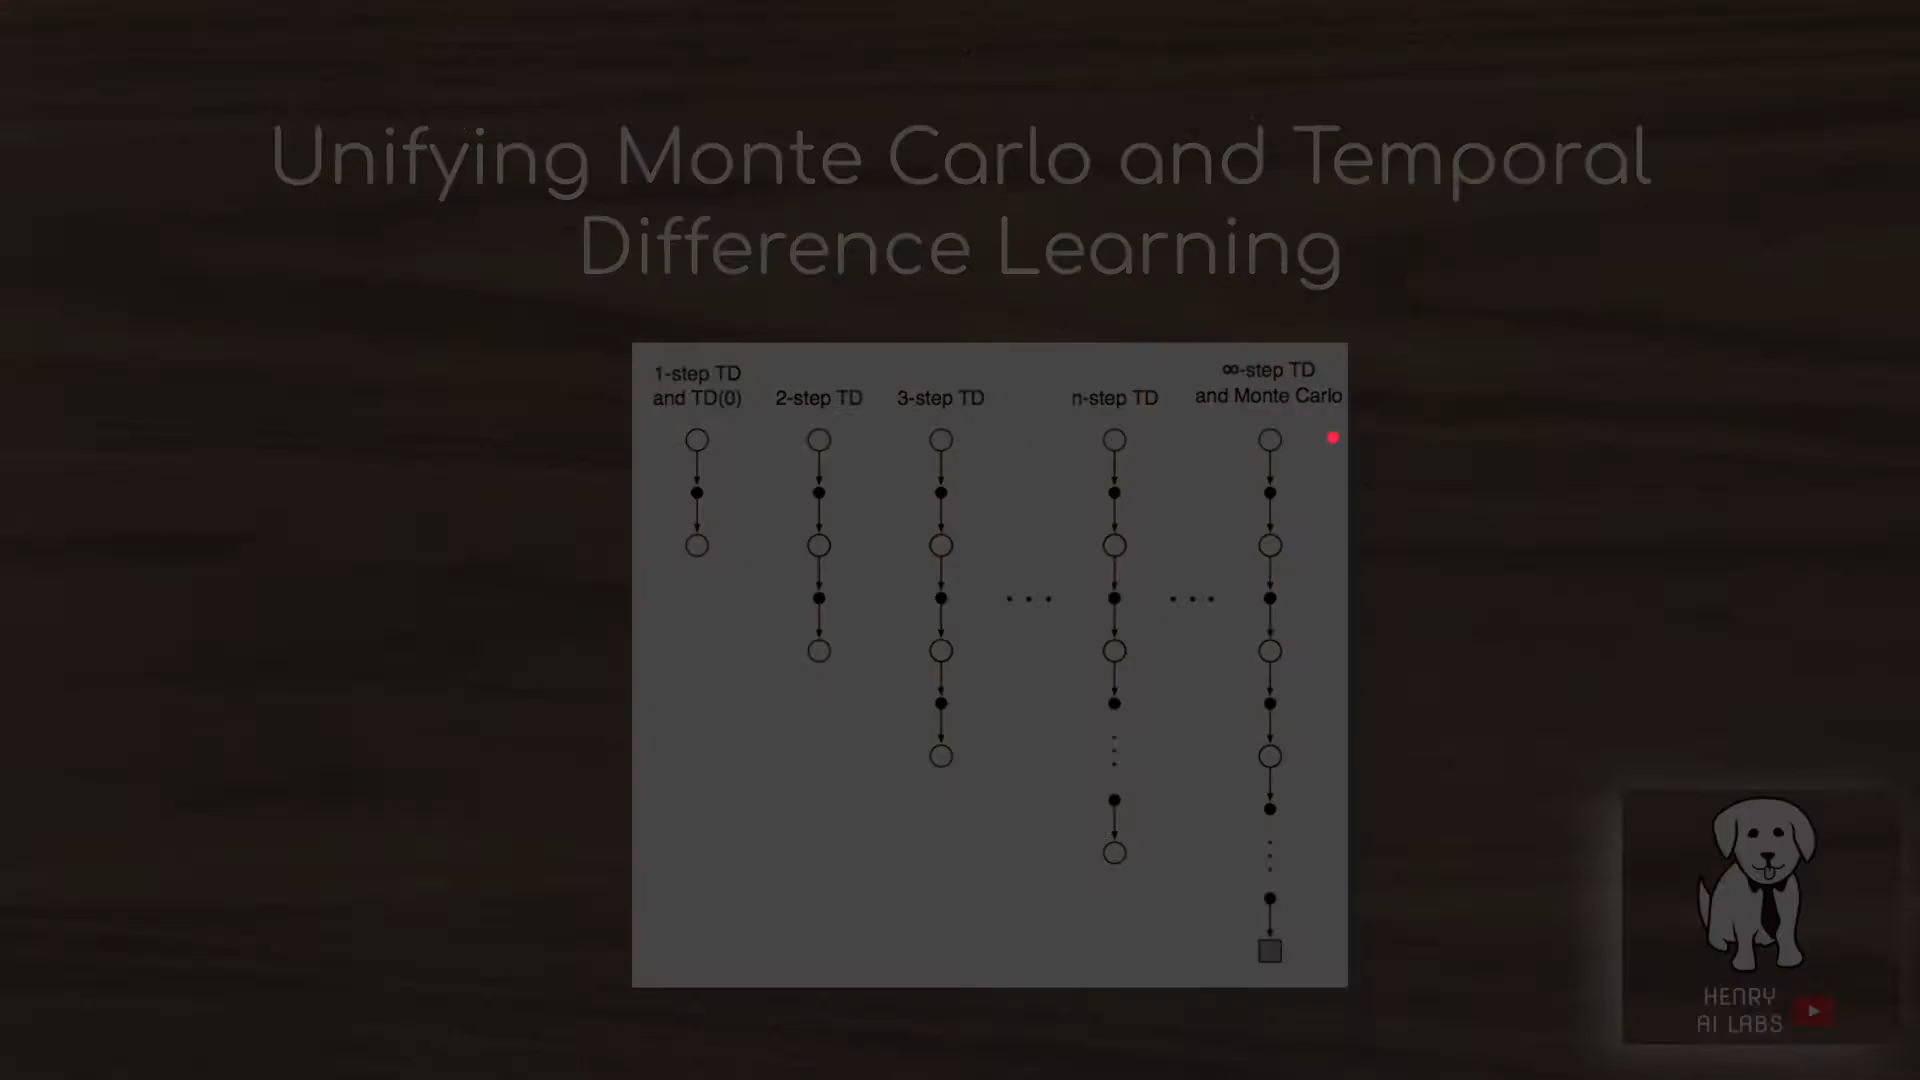 Unifying Monte Carlo and Temporal
Difference Learning
1-step TD
and TD(0)
2-step TD
3-step TD
n-step TD
∞-step TD
and Monte Carlo
HENRY
AI LABS